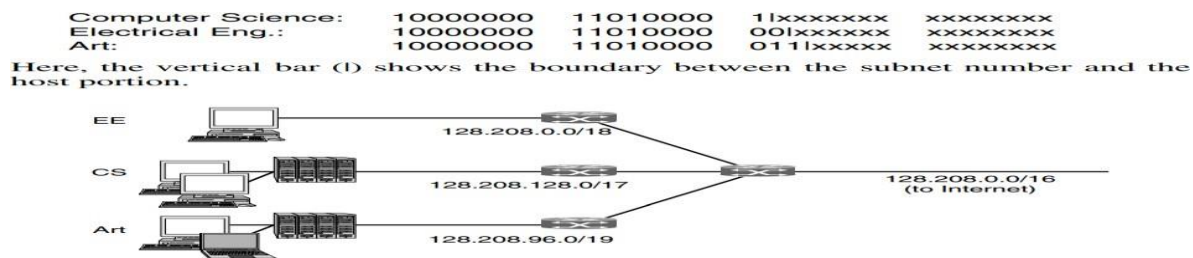 Computer Science: 10000000 11010000 1|xxxxxxx xxxxxxxx
Electrical Eng.: 10000000 11010000 00|xxxxxx xxxxxxxx
Art: 10000000 11010000 011|xxxxx xxxxxxxx
Here, the vertical bar (|) shows the boundary between the subnet number and the
host portion.
EE
128.208.0.0/18
CS
128.208.128.0/17
128.208.0.0/16
(to Internet)
Art
128.208.96.0/19